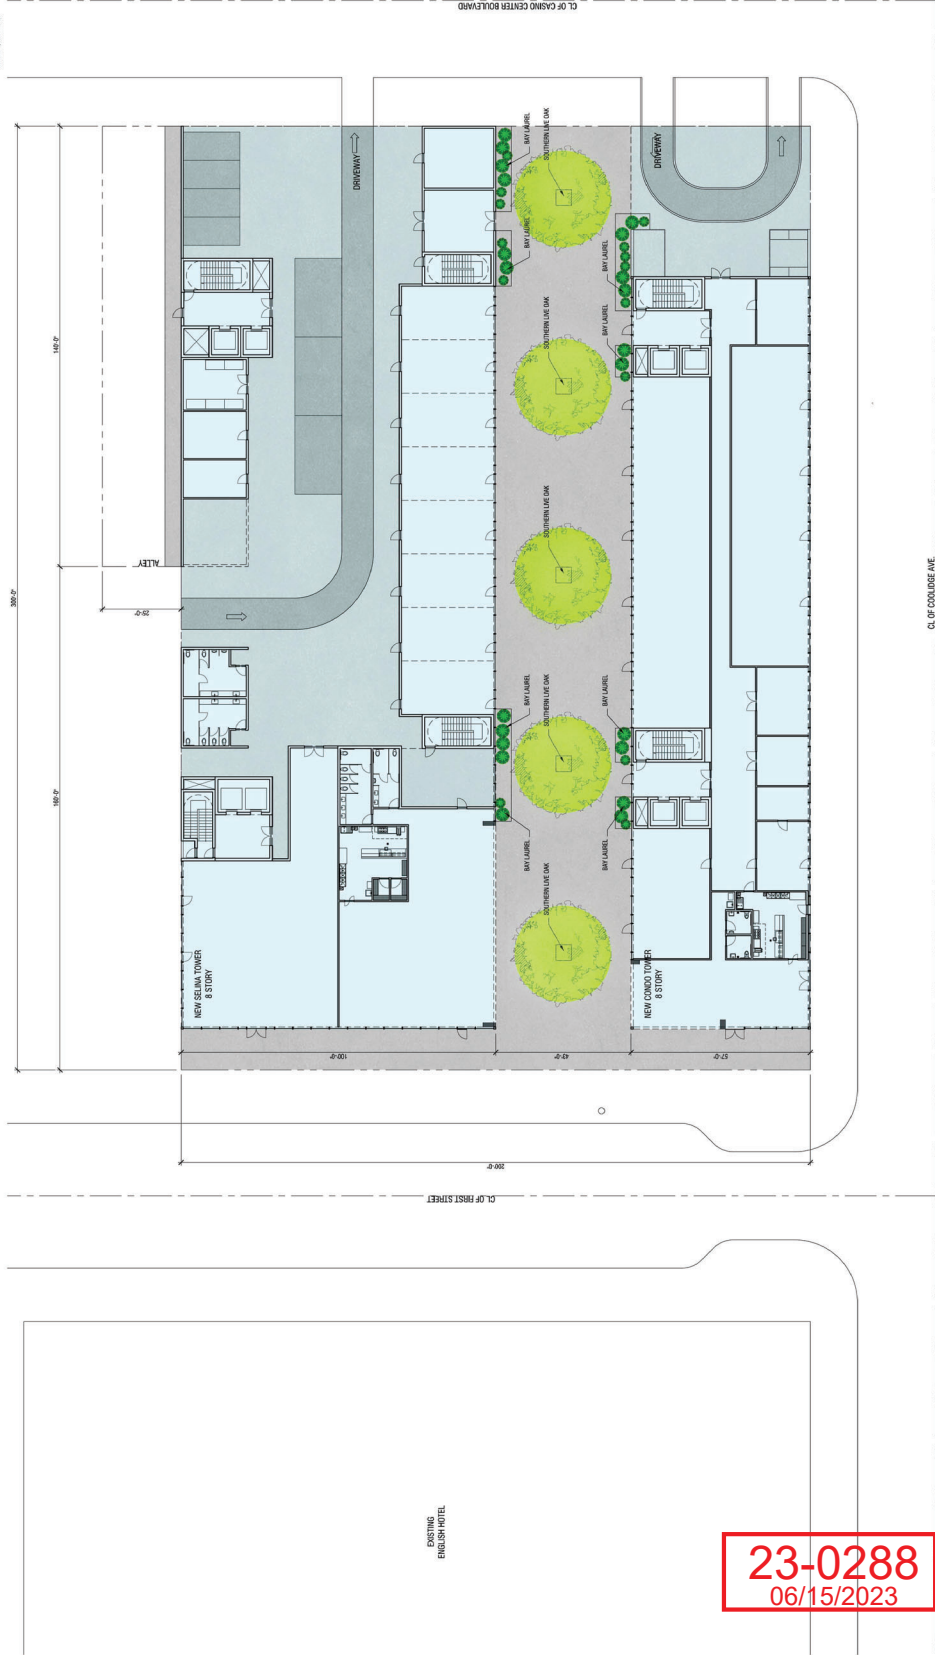 CL OF CASINO CENTER BOULEVARD
BAY LAUREL
SOUTHERN LIVE OAK
DRIVEWAY
DRIVEWAY
BAY LAUREL
BAY LAUREL
140'-0"
SOUTHERN LIVE OAK
BAY LAUREL
SOUTHERN LIVE OAK
ALLEY
CL OF COOLIDGE AVE.
300'-0"
25'-0"
BAY LAUREL
SOUTHERN LIVE OAK
BAY LAUREL
160'-0"
BAY LAUREL
BAY LAUREL
SOUTHERN LIVE OAK
NEW SELINA TOWER
8 STORY
NEW CONDO TOWER
8 STORY
100'-0"
43'-0"
57'-0"
200'-0"
CL OF FIRST STREET
EXISTING
ENGLISH HOTEL
23-0288
06/15/2023